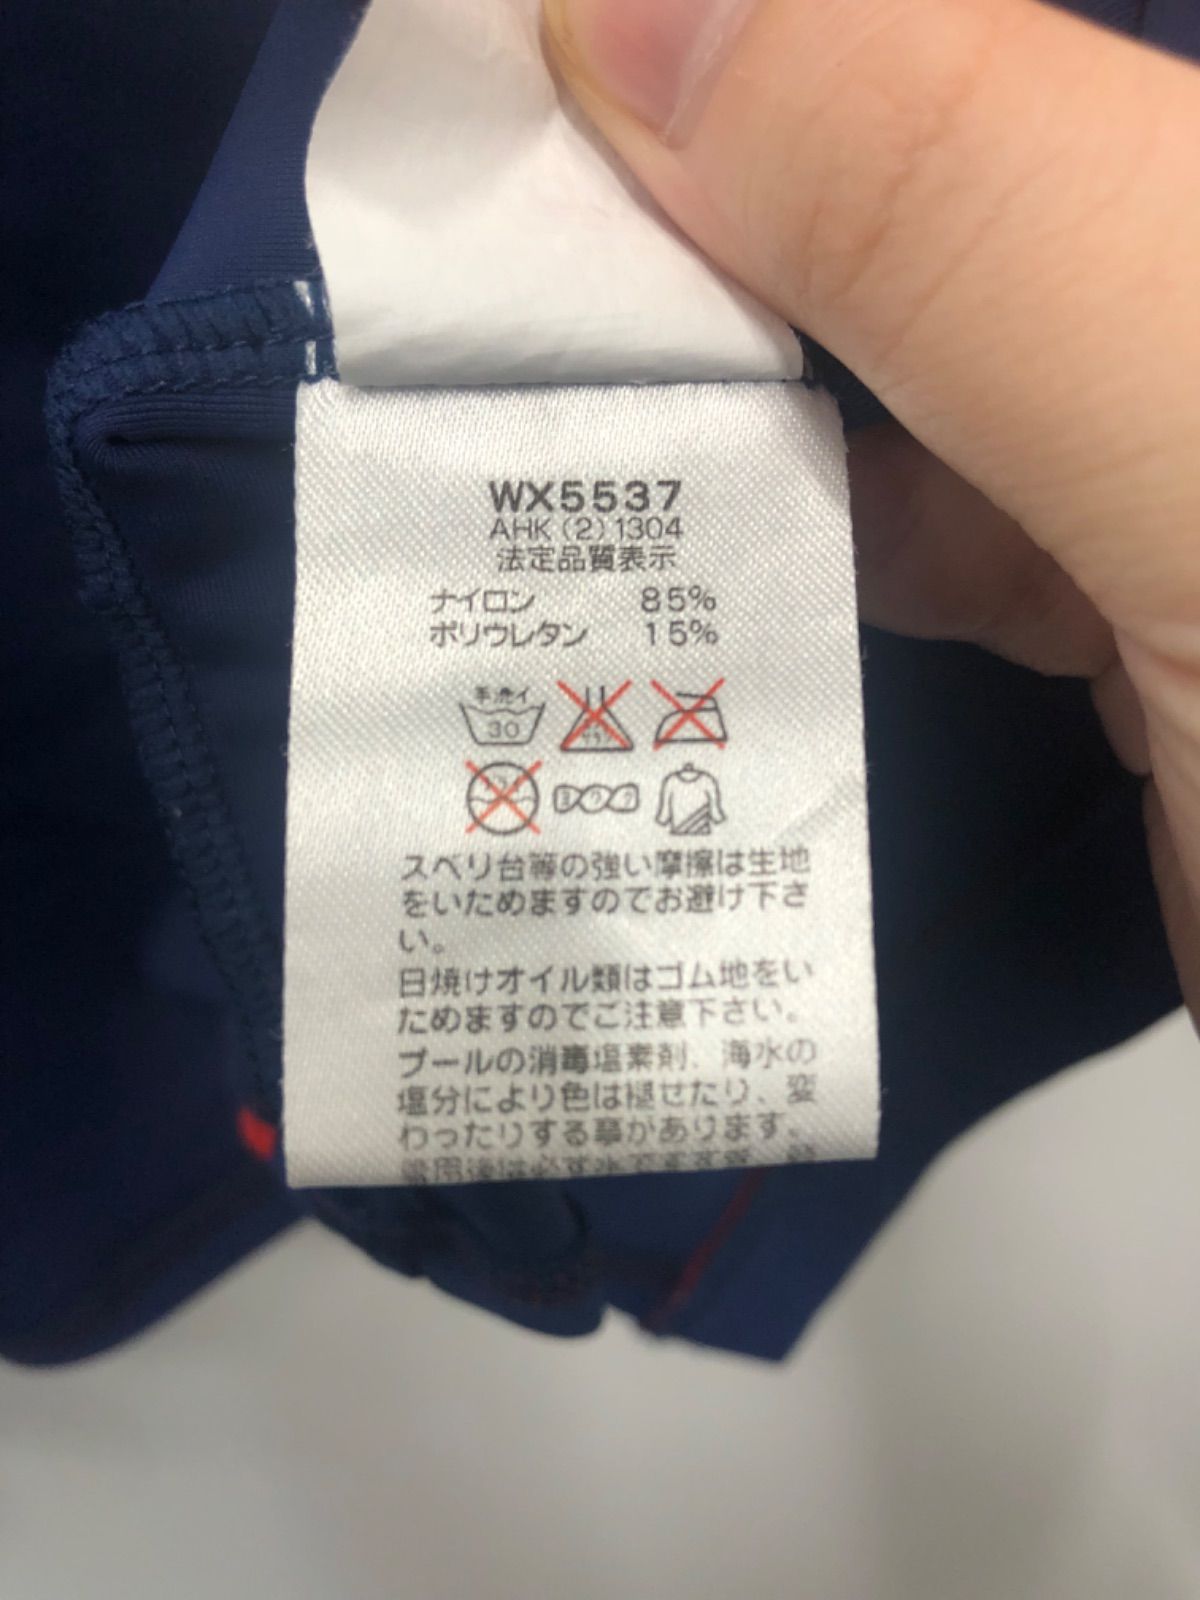 WX5537
AHK(2)1304
法定品質表示
ナイロン 85%
ポリウレタン 15%
手洗イ
30
スベリ台等の強い摩擦は生地
をいためますのでお避け下さ
い。
日焼けオイル類はゴム地をい
ためますのでご注意下さい。
プールの消毒塩素剤、海水の
塩分により色は褪せたり、変
わったりする事があります。